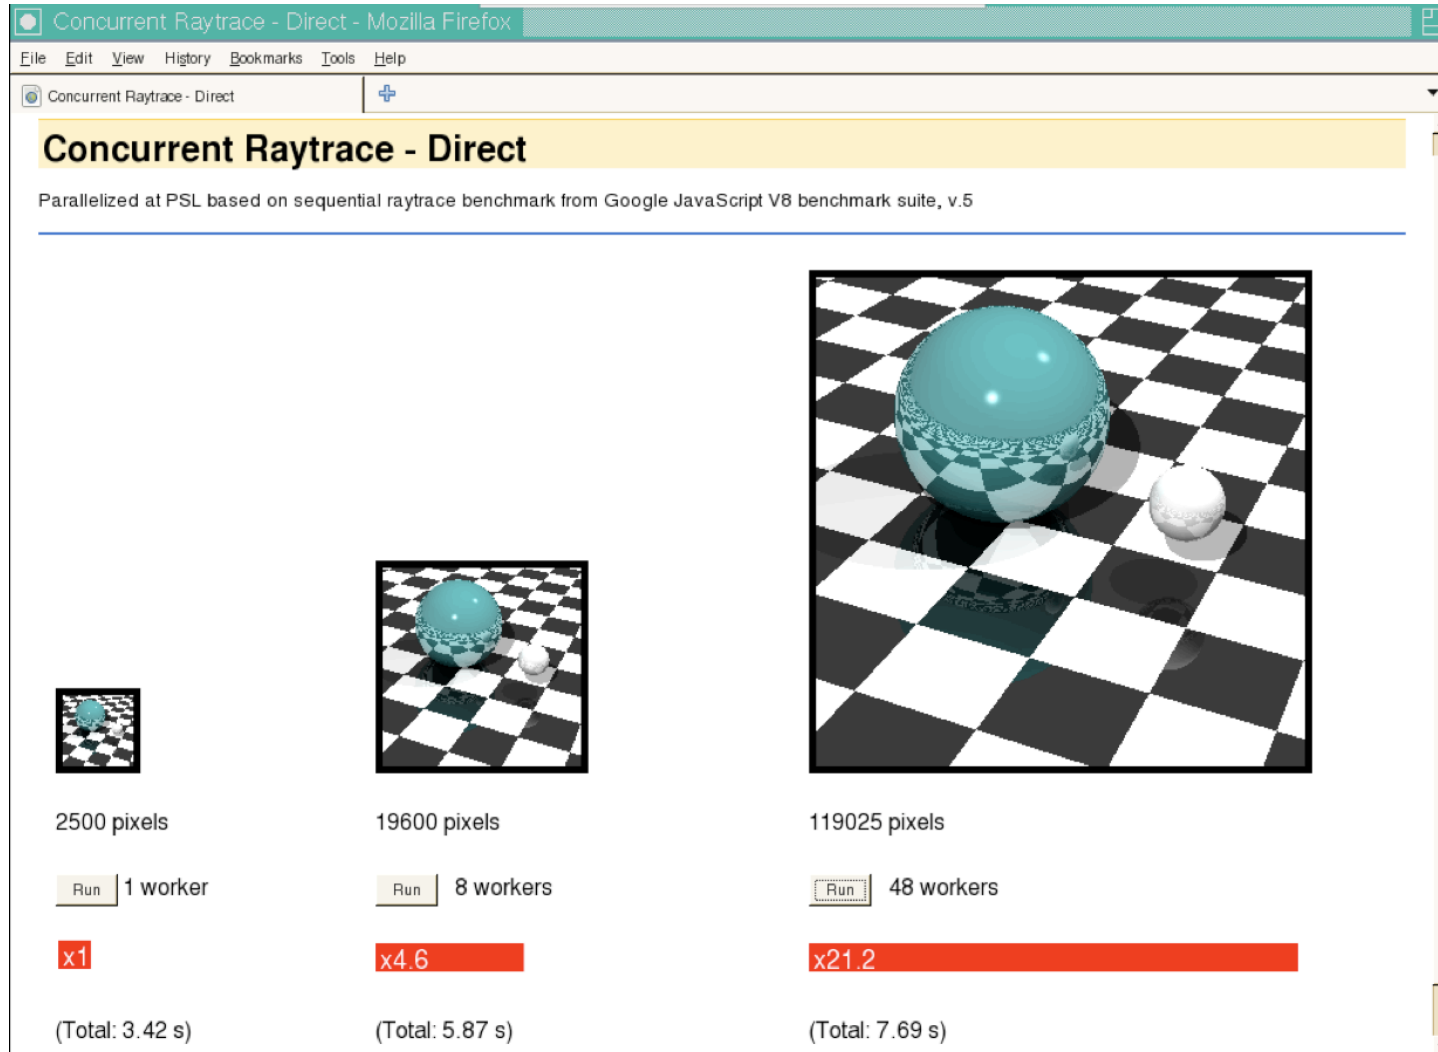 Concurrent Raytrace - Direct - Mozilla Firefox
File Edit View History Bookmarks Tools Help
Concurrent Raytrace - Direct
Concurrent Raytrace - Direct
Parallelized at PSL based on sequential raytrace benchmark from Google JavaScript V8 benchmark suite, v.5
2500 pixels 19600 pixels 119025 pixels
Run 1 worker Run 8 workers Run 48 workers
x1 x4.6 x21.2
(Total: 3.42 s) (Total: 5.87 s) (Total: 7.69 s)